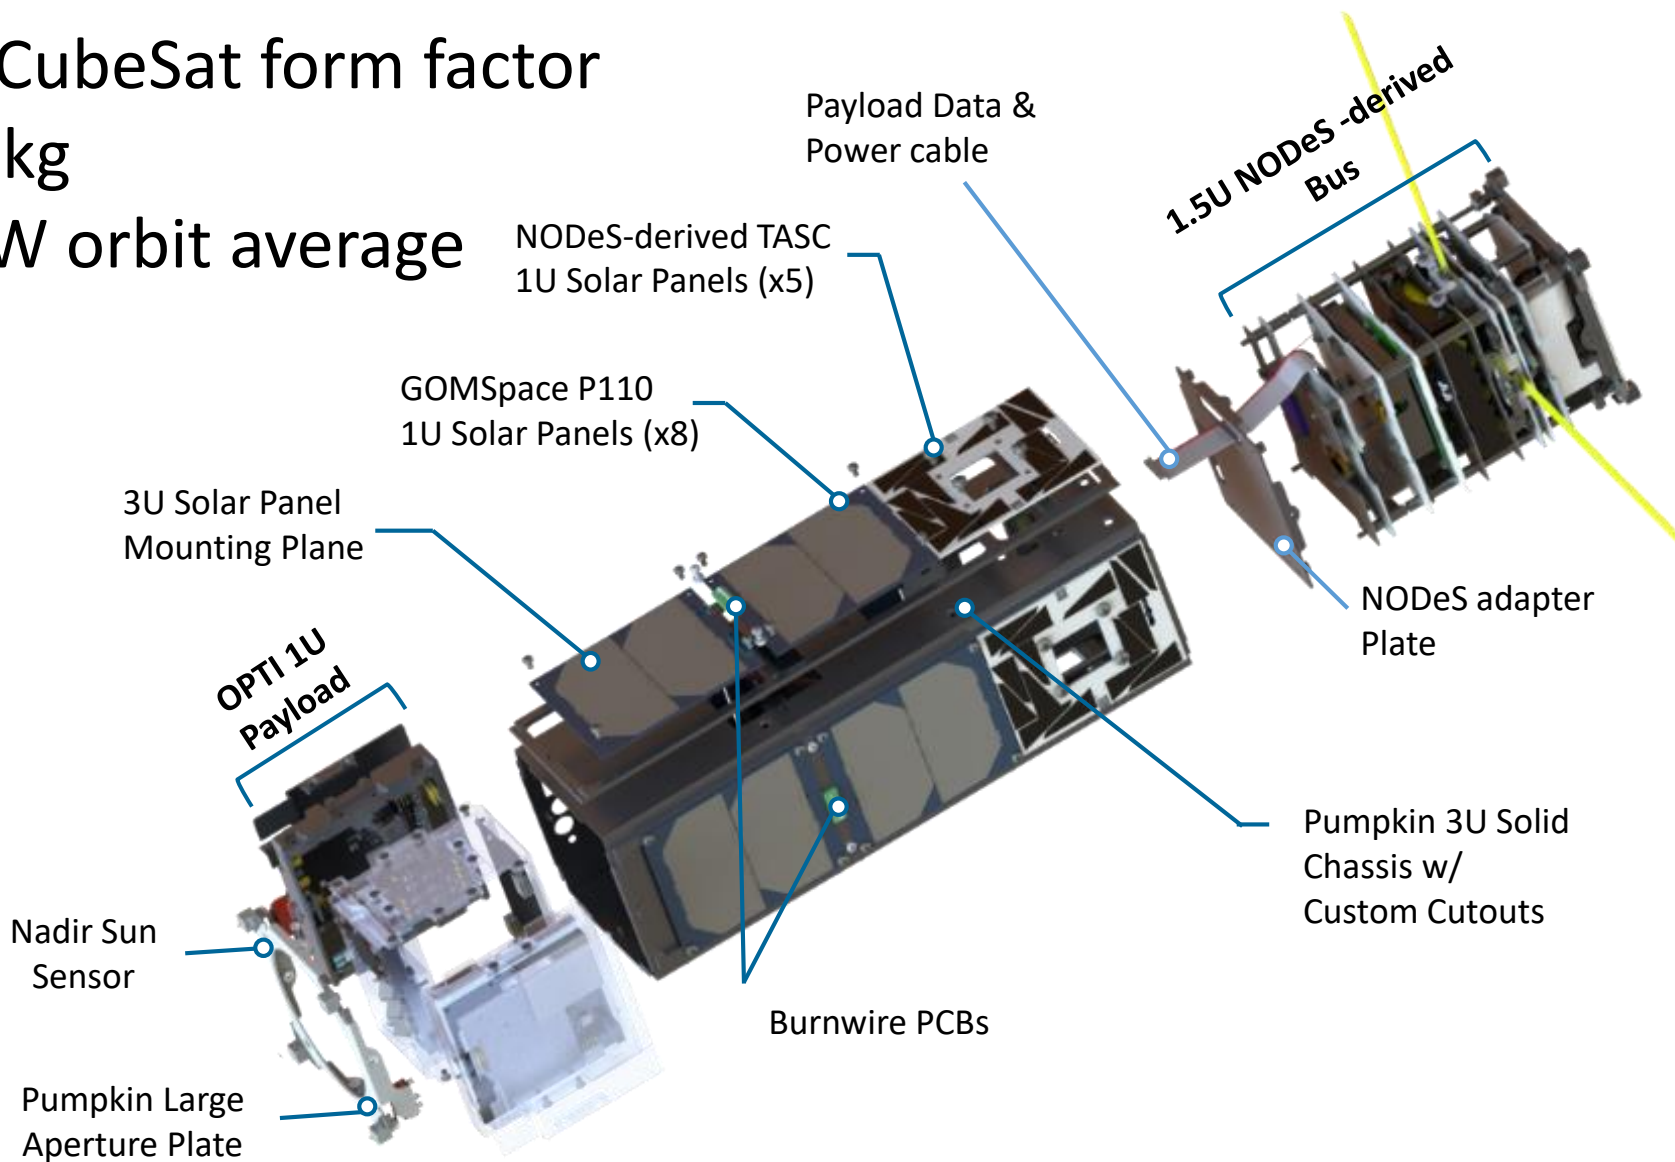 CubeSat form factor
kg
W orbit average
Payload Data &
Power cable
1.5U NODeS -derived
Bus
NODeS-derived TASC
1U Solar Panels (x5)
GOMSpace P110
1U Solar Panels (x8)
3U Solar Panel
Mounting Plane
NODeS adapter
Plate
OPTI 1U
Payload
Pumpkin 3U Solid
Chassis w/
Custom Cutouts
Nadir Sun
Sensor
Burnwire PCBs
Pumpkin Large
Aperture Plate